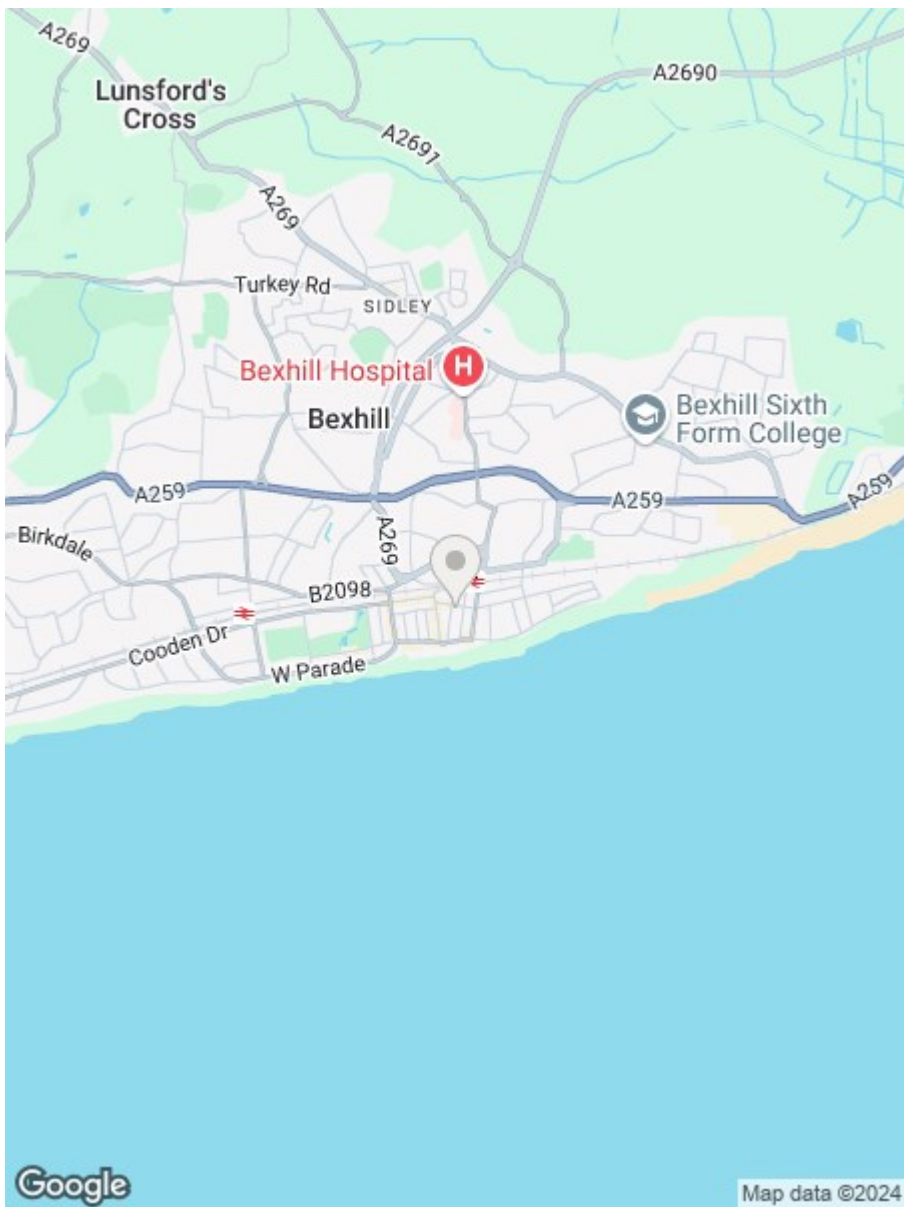 A269
A2690
Lunsford's
Cross
A2691
A269
Turkey Rd
SIDLEY
Bexhill Hospital
H
Bexhill
Bexhill Sixth
Form College
A259
A259
A259
Birkdale
A269
B2098
Cooden Dr
W Parade
Google
Map data ©2024